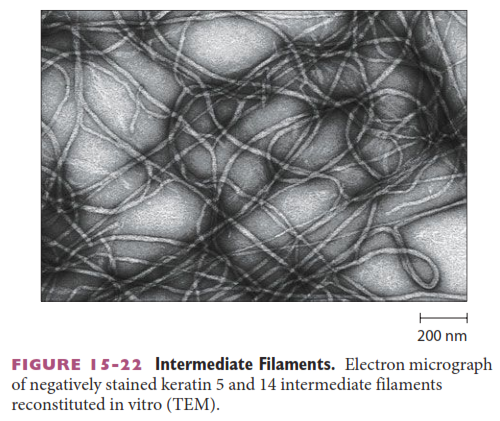 200 nm
FIGURE 15-22 Intermediate Filaments. Electron micrograph
of negatively stained keratin 5 and 14 intermediate filaments
reconstituted in vitro (TEM).